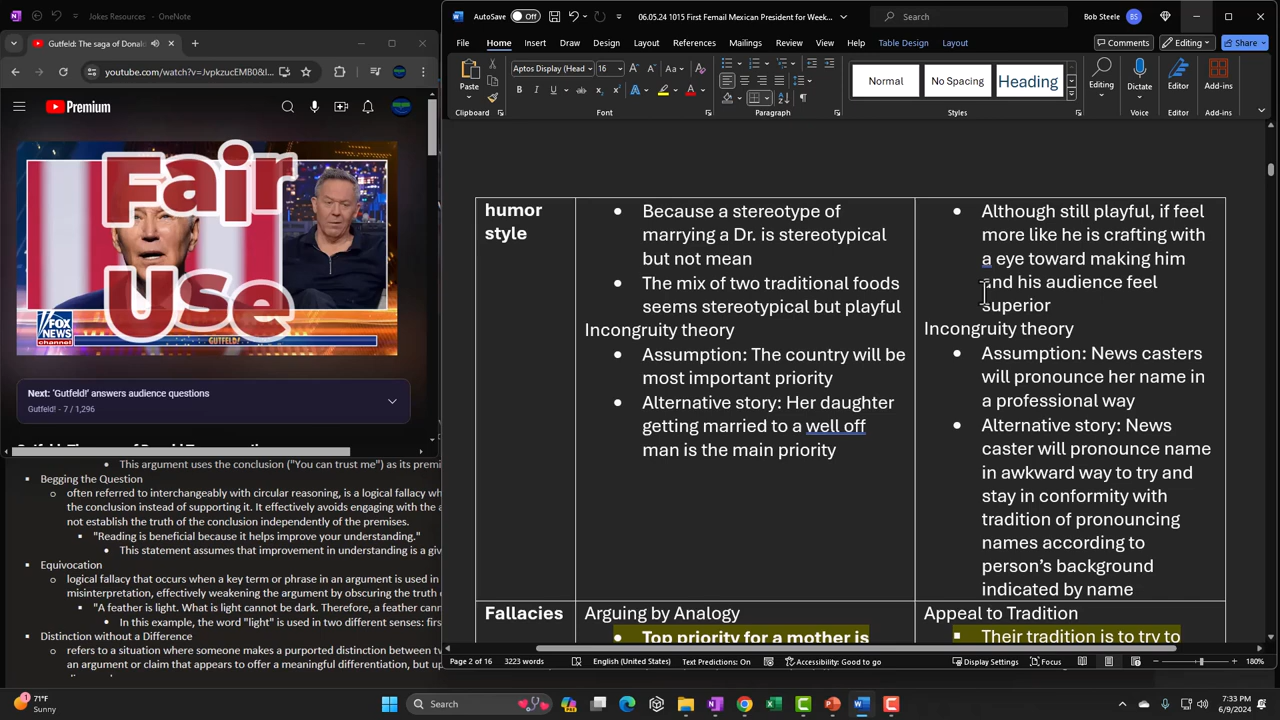 Jokes Resources - OneNote
Gutfeld: The saga of Donal
youtube.com/watch?v=JvpkzucEMB0&l
Premium
Fair
Use
FOX
NEWS
channel
GUTFELD!
Next: 'Gutfeld!' answers audience questions
Gutfeld! - 7 / 1,296
This argument uses the conclusion ("You can trust me") as its premi
Begging the Question
often referred to interchangeably with circular reasoning, is a logical fallacy wh
the conclusion instead of supporting it. It effectively avoids engaging with the a
not establish the truth of the conclusion independently of the premises.
"Reading is beneficial because it helps improve your understanding."
This statement assumes that improvement in understanding is a giv
Equivocation
logical fallacy that occurs when a key term or phrase in an argument is used in
misinterpretation, effectively weakening the argument by obscuring the truth o
"A feather is light. What is light cannot be dark. Therefore, a feather canno
In this example, the word "light" is used in two different senses: first
Distinction without a Difference
refers to a situation where someone makes a purported distinction between tw
an argument or claim that appears to offer a meaningful differentiation, but up
AutoSave Off
06.05.24 1015 First Femail Mexican President for Week...
Search
Bob Steele BS
File Home Insert Draw Design Layout References Mailings Review View Help Table Design Layout
Comments Editing Share
Paste
Clipboard
Aptos Display (Head 16
Font
Paragraph
Normal No Spacing Heading
Styles
Editing
Dictate
Voice
Editor
Editor
Add-ins
Add-ins
humor
style
Because a stereotype of
marrying a Dr. is stereotypical
but not mean
The mix of two traditional foods
seems stereotypical but playful
Incongruity theory
Assumption: The country will be
most important priority
Alternative story: Her daughter
getting married to a well off
man is the main priority
Although still playful, if feel
more like he is crafting with
a eye toward making him
and his audience feel
superior
Incongruity theory
Assumption: News casters
will pronounce her name in
a professional way
Alternative story: News
caster will pronounce name
in awkward way to try and
stay in conformity with
tradition of pronouncing
names according to
person's background
indicated by name
Fallacies
Arguing by Analogy
Top priority for a mother is
Appeal to Tradition
Their tradition is to try to
Page 2 of 16 3223 words English (United States) Text Predictions: On Accessibility: Good to go Display Settings Focus 180%
71°F
Sunny
Search
7:33 PM
6/9/2024